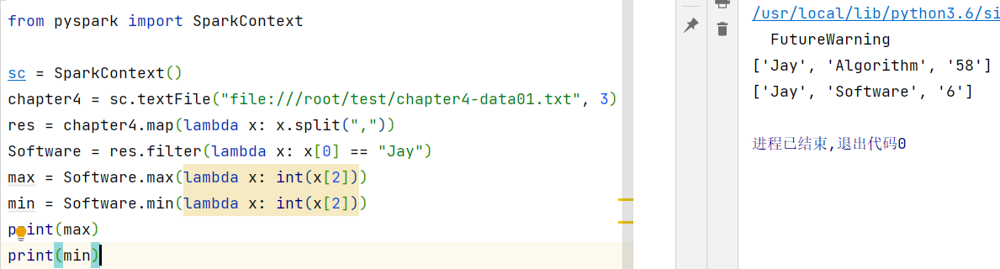 from pyspark import SparkContext
sc = SparkContext()
chapter4 = sc.textFile("file:///root/test/chapter4-data01.txt", 3)
res = chapter4.map(lambda x: x.split(","))
Software = res.filter(lambda x: x[0] == "Jay")
max = Software.max(lambda x: int(x[2]))
min = Software.min(lambda x: int(x[2]))
print(max)
print(min)
/usr/local/lib/python3.6/si
FutureWarning
['Jay', 'Algorithm', '58']
['Jay', 'Software', '6']
进程已结束,退出代码0